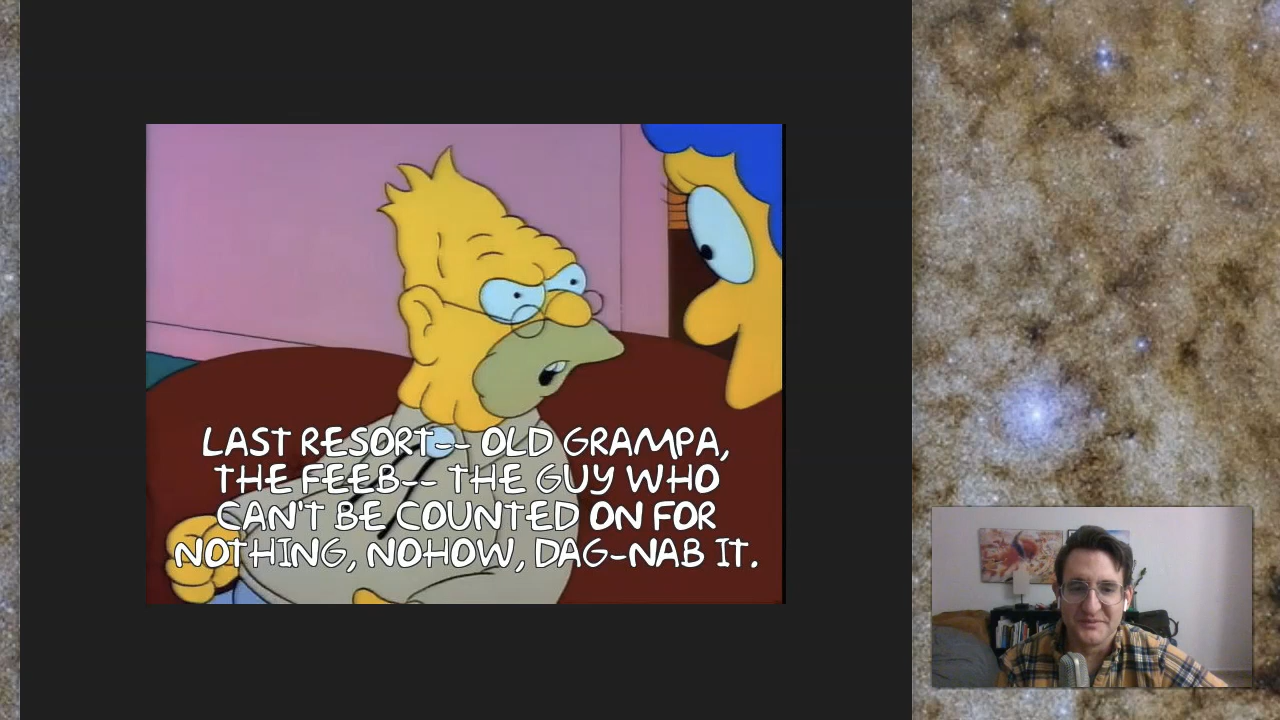 LAST RESORT-- OLD GRAMPA,
THE FEEB-- THE GUY WHO
CAN'T BE COUNTED ON FOR
NOTHING, NOHOW, DAG-NAB IT.